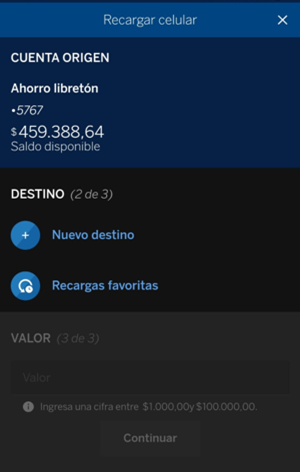 Recargar celular
CUENTA ORIGEN
Ahorro libretón
•5767
$459.388,64
Saldo disponible
DESTINO (2 de 3)
Nuevo destino
Recargas favoritas
VALOR (3 de 3)
Valor
Ingresa una cifra entre $1.000,00y $100.000,00.
Continuar